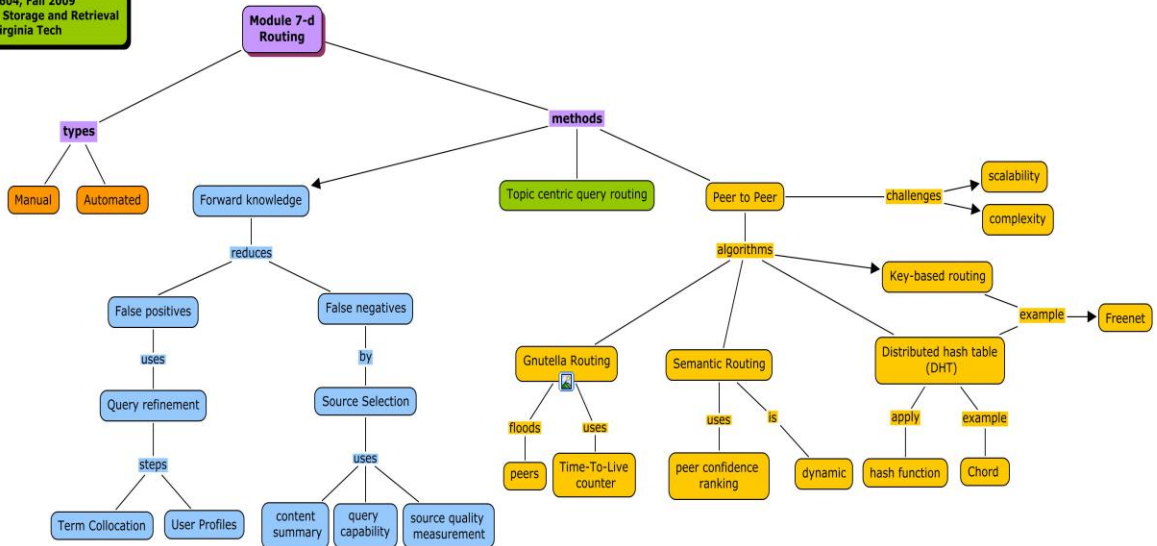 604, Fall 2009
Storage and Retrieval
Virginia Tech
Module 7-d
Routing
types
methods
Manual
Automated
Forward knowledge
Topic centric query routing
Peer to Peer
challenges
scalability
complexity
reduces
algorithms
Key-based routing
False positives
False negatives
example
Freenet
uses
by
Gnutella Routing
Semantic Routing
Distributed hash table
(DHT)
Query refinement
Source Selection
floods
uses
uses
is
apply
example
steps
uses
peers
Time-To-Live
counter
peer confidence
ranking
dynamic
hash function
Chord
Term Collocation
User Profiles
content
summary
query
capability
source quality
measurement